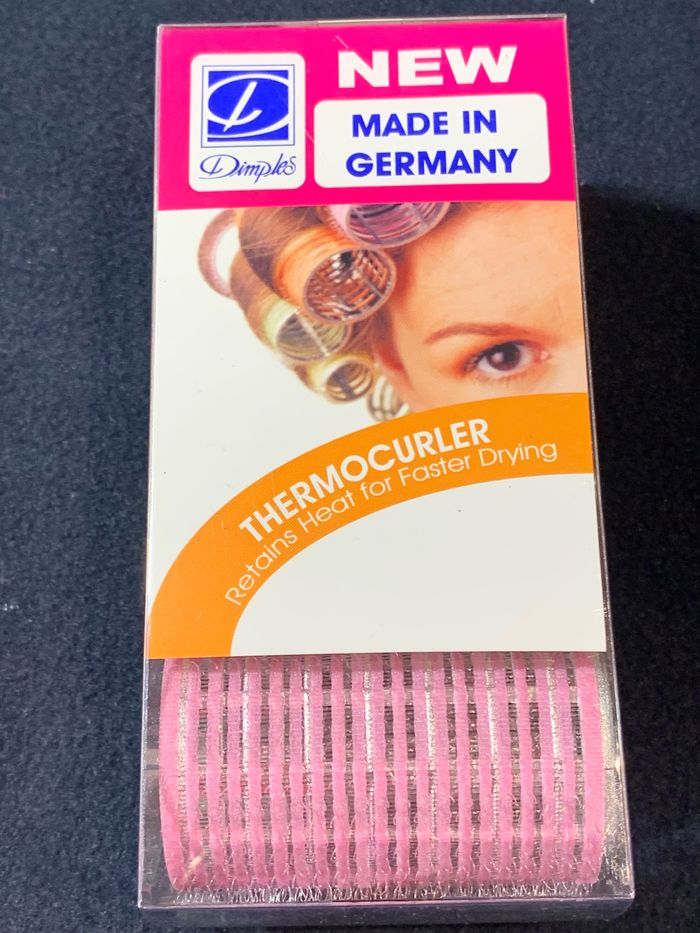 NEW
Dimples
MADE IN
GERMANY
THERMOCURLER
Retains Heat for Faster Drying